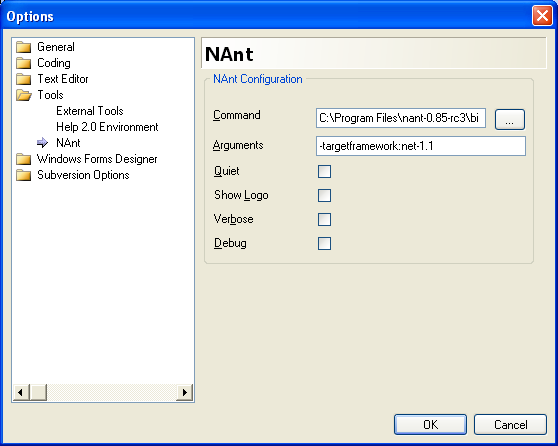 Options
General
Coding
Text Editor
Tools
External Tools
Help 2.0 Environment
NAnt
Windows Forms Designer
Subversion Options
NAnt
NAnt Configuration
Command
C:\Program Files\nant-0.85-rc3\bi
...
Arguments
-targetframework:net-1.1
Quiet
Show Logo
Verbose
Debug
OK
Cancel